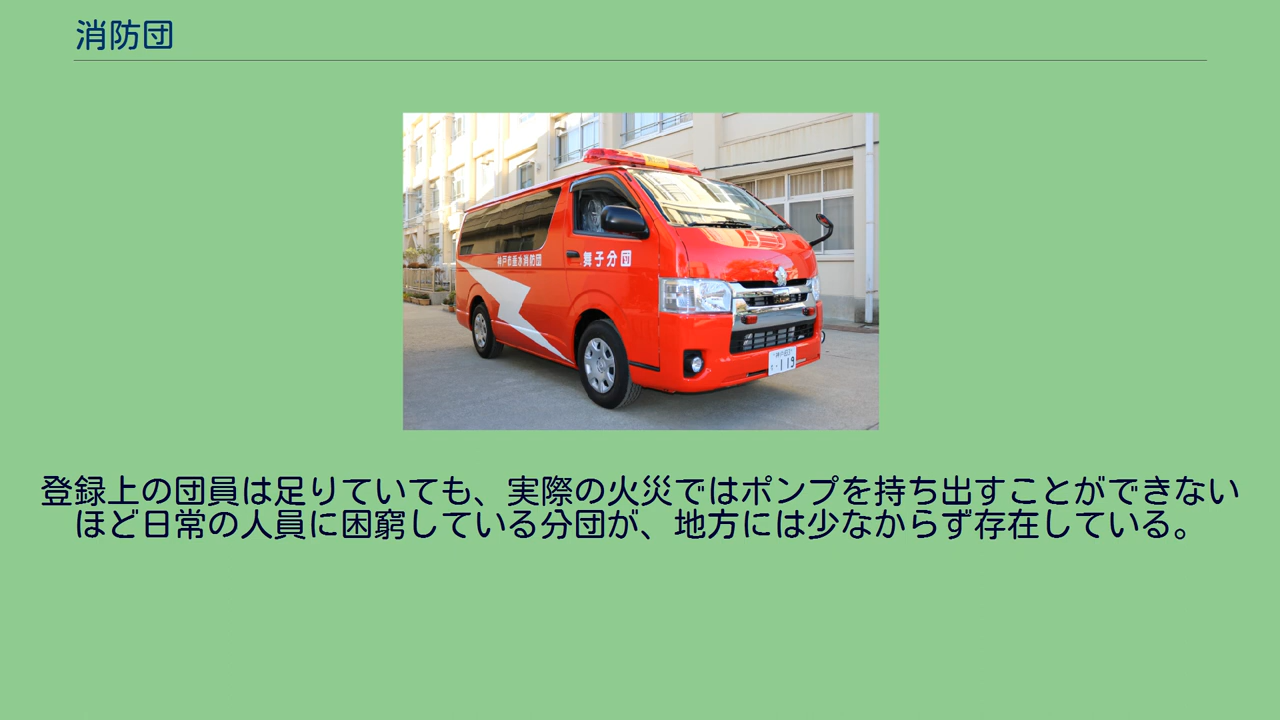 消防団
神戸市垂水消防団
舞子分団
119
登録上の団員は足りていても、実際の火災ではポンプを持ち出すことができない
ほど日常の人員に困窮している分団が、地方には少なからず存在している。